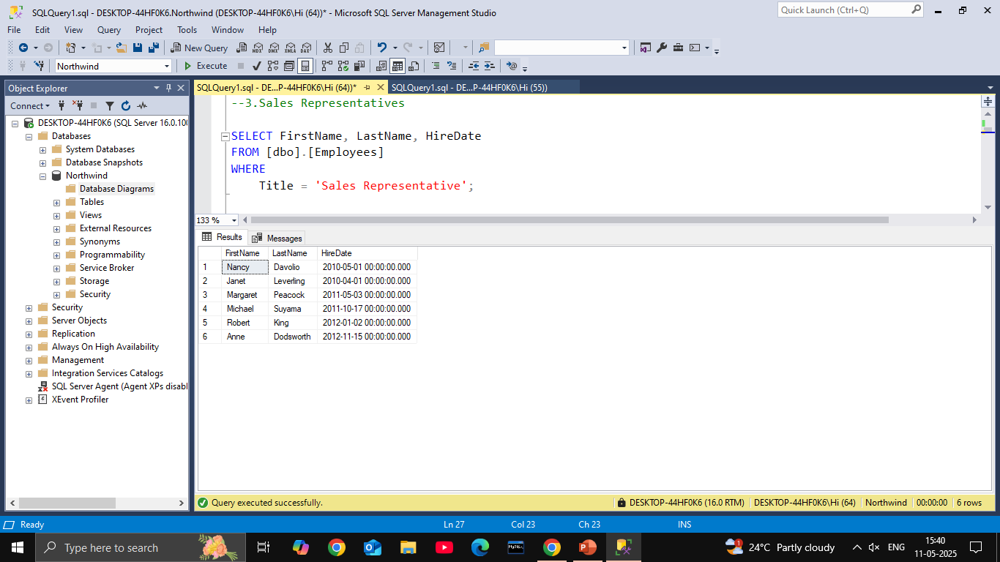 SQLQuery1.sql - DESKTOP-44HF0K6.Northwind (DESKTOP-44HF0K6\Hi (64))* - Microsoft SQL Server Management Studio
Quick Launch (Ctrl+Q)
File Edit View Query Project Tools Window Help
New Query MDX DMX XMLA DAX
Northwind Execute
Object Explorer
Connect
DESKTOP-44HF0K6 (SQL Server 16.0.100
Databases
System Databases
Database Snapshots
Northwind
Database Diagrams
Tables
Views
External Resources
Synonyms
Programmability
Service Broker
Storage
Security
Security
Server Objects
Replication
Always On High Availability
Management
Integration Services Catalogs
SQL Server Agent (Agent XPs disabl
XEvent Profiler
SQLQuery1.sql - DE...P-44HF0K6\Hi (64))* SQLQuery1.sql - DE...P-44HF0K6\Hi (55))
--3.Sales Representatives
SELECT FirstName, LastName, HireDate
FROM [dbo].[Employees]
WHERE
Title = 'Sales Representative';
133 %
Results Messages
FirstName LastName HireDate
1 Nancy Davolio 2010-05-01 00:00:00.000
2 Janet Leverling 2010-04-01 00:00:00.000
3 Margaret Peacock 2011-05-03 00:00:00.000
4 Michael Suyama 2011-10-17 00:00:00.000
5 Robert King 2012-01-02 00:00:00.000
6 Anne Dodsworth 2012-11-15 00:00:00.000
Query executed successfully. DESKTOP-44HF0K6 (16.0 RTM) DESKTOP-44HF0K6\Hi (64) Northwind 00:00:00 6 rows
Ready Ln 27 Col 23 Ch 23 INS
Type here to search MySQL 1 24°C Partly cloudy ENG 15:40
11-05-2025